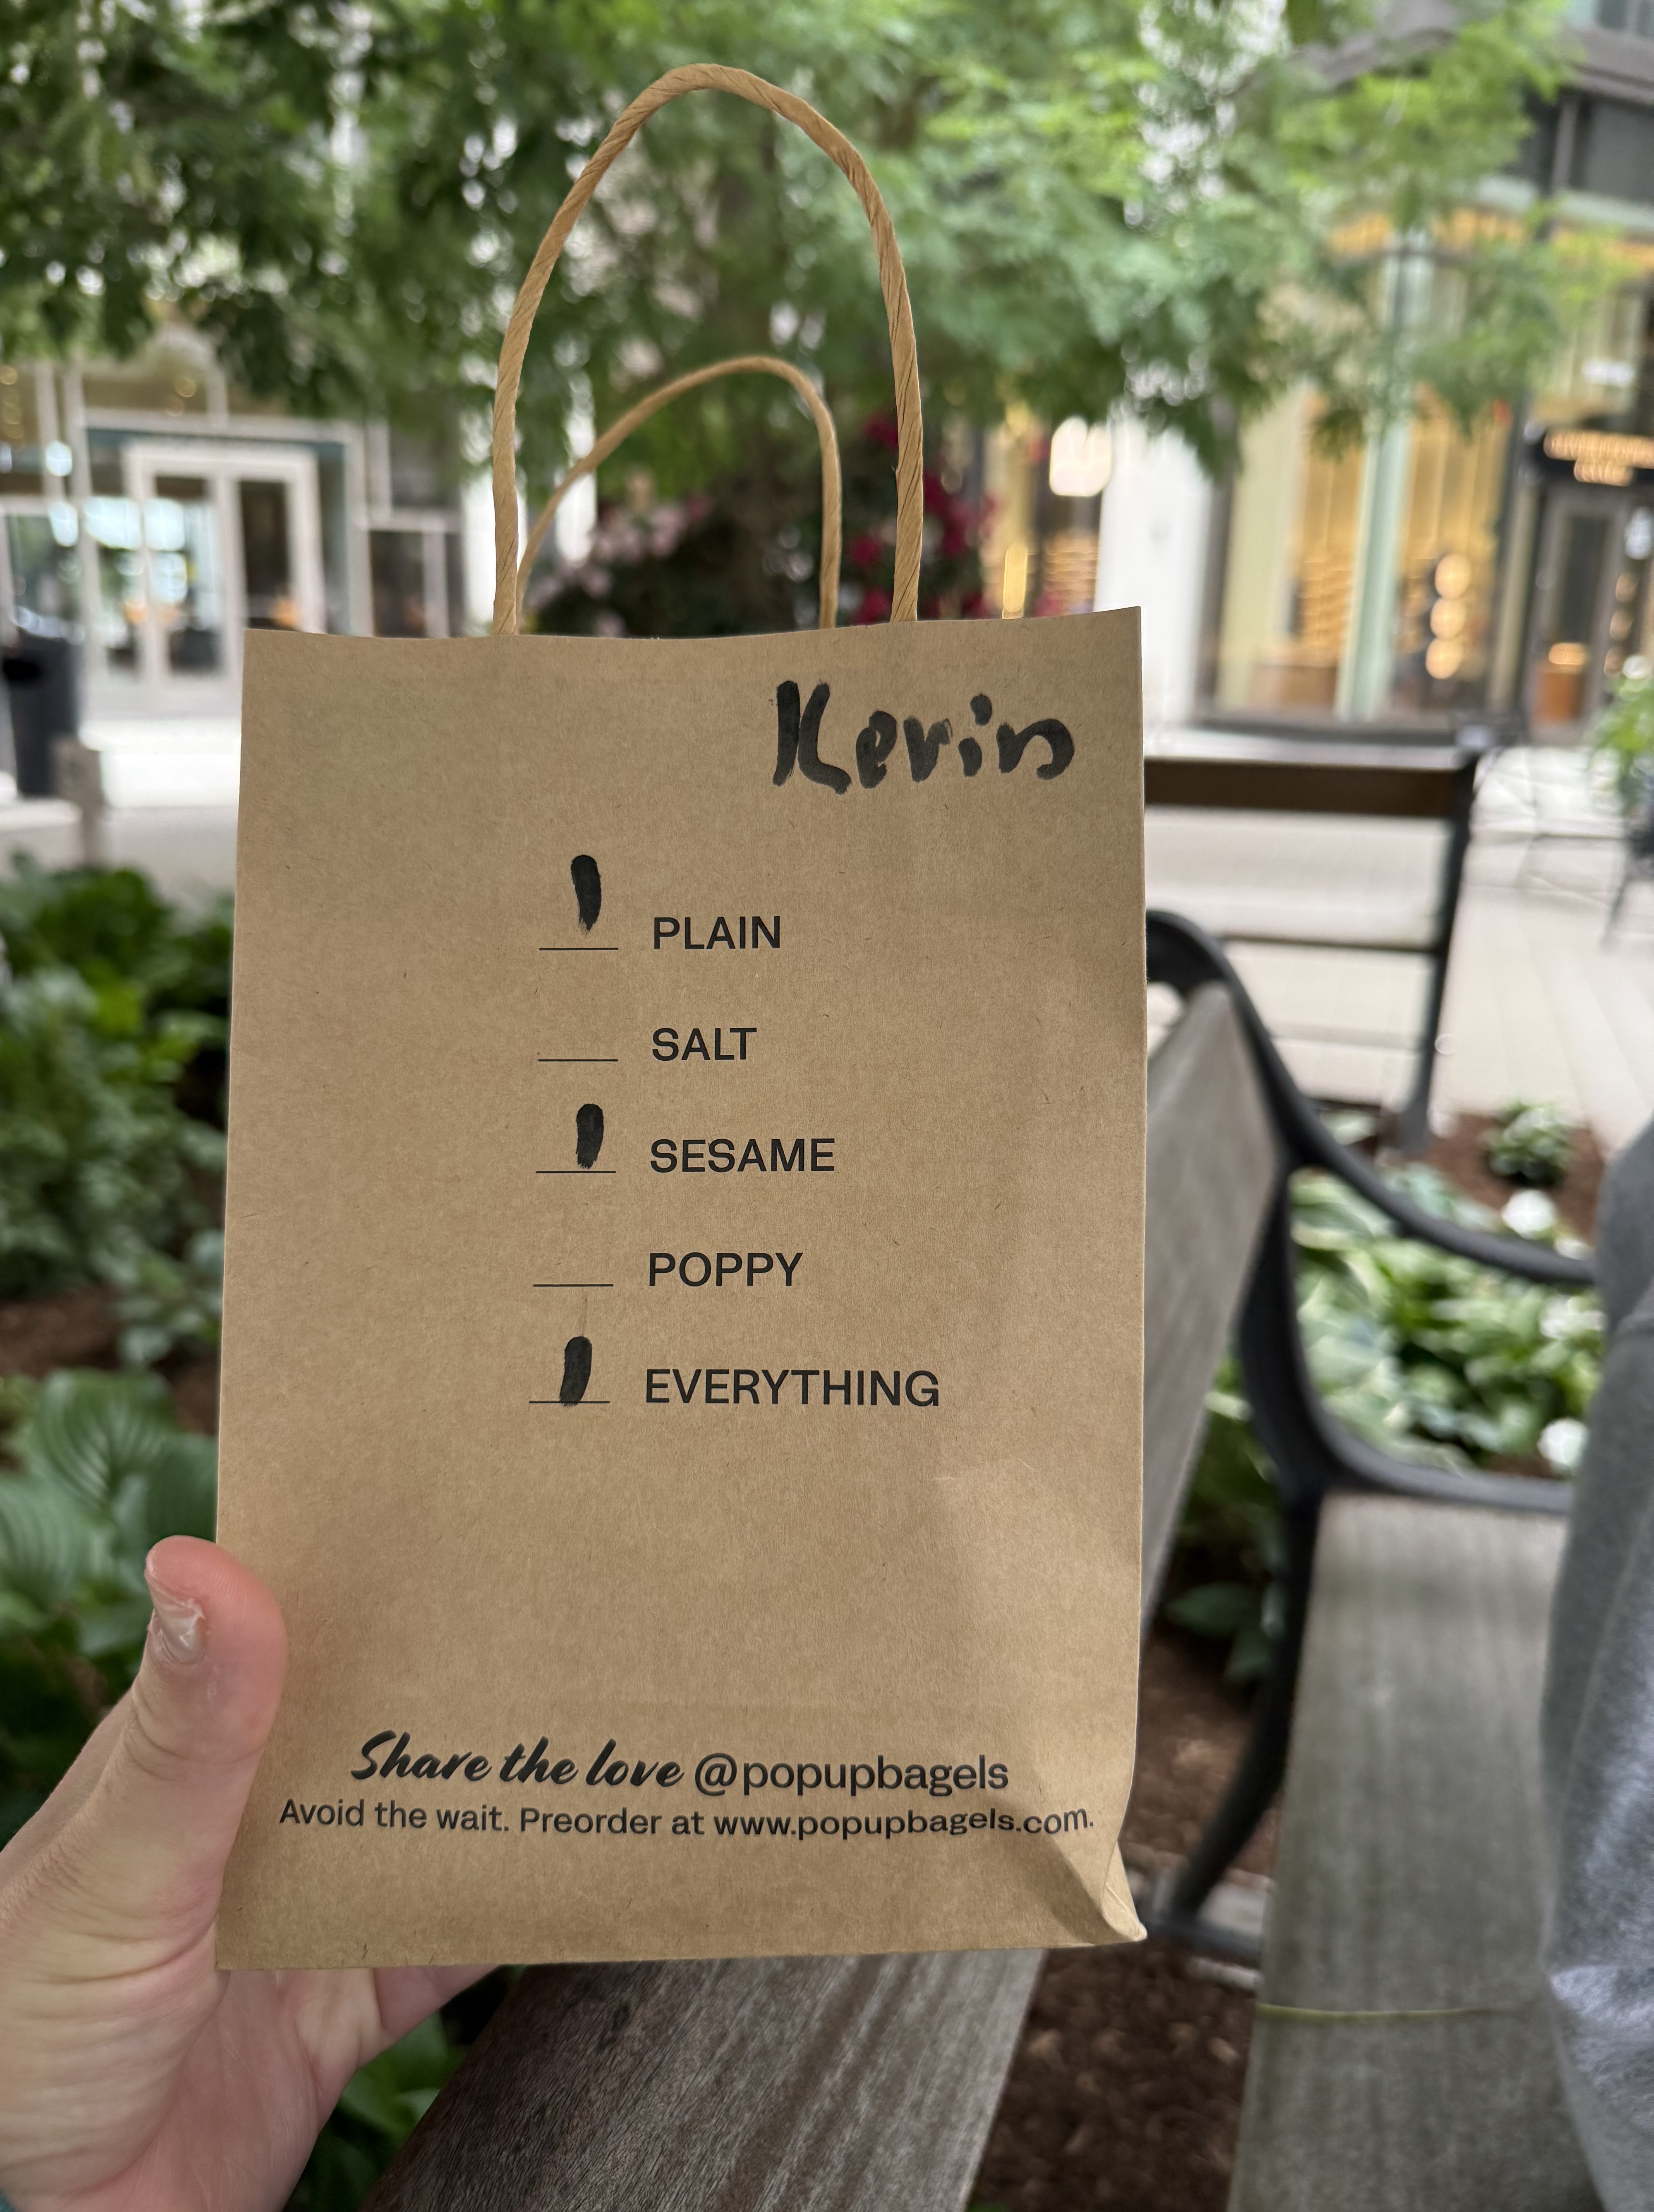 Kevin
1 PLAIN
SALT
1 SESAME
POPPY
1 EVERYTHING
Share the love @popupbagels
Avoid the wait. Preorder at www.popupbagels.com.